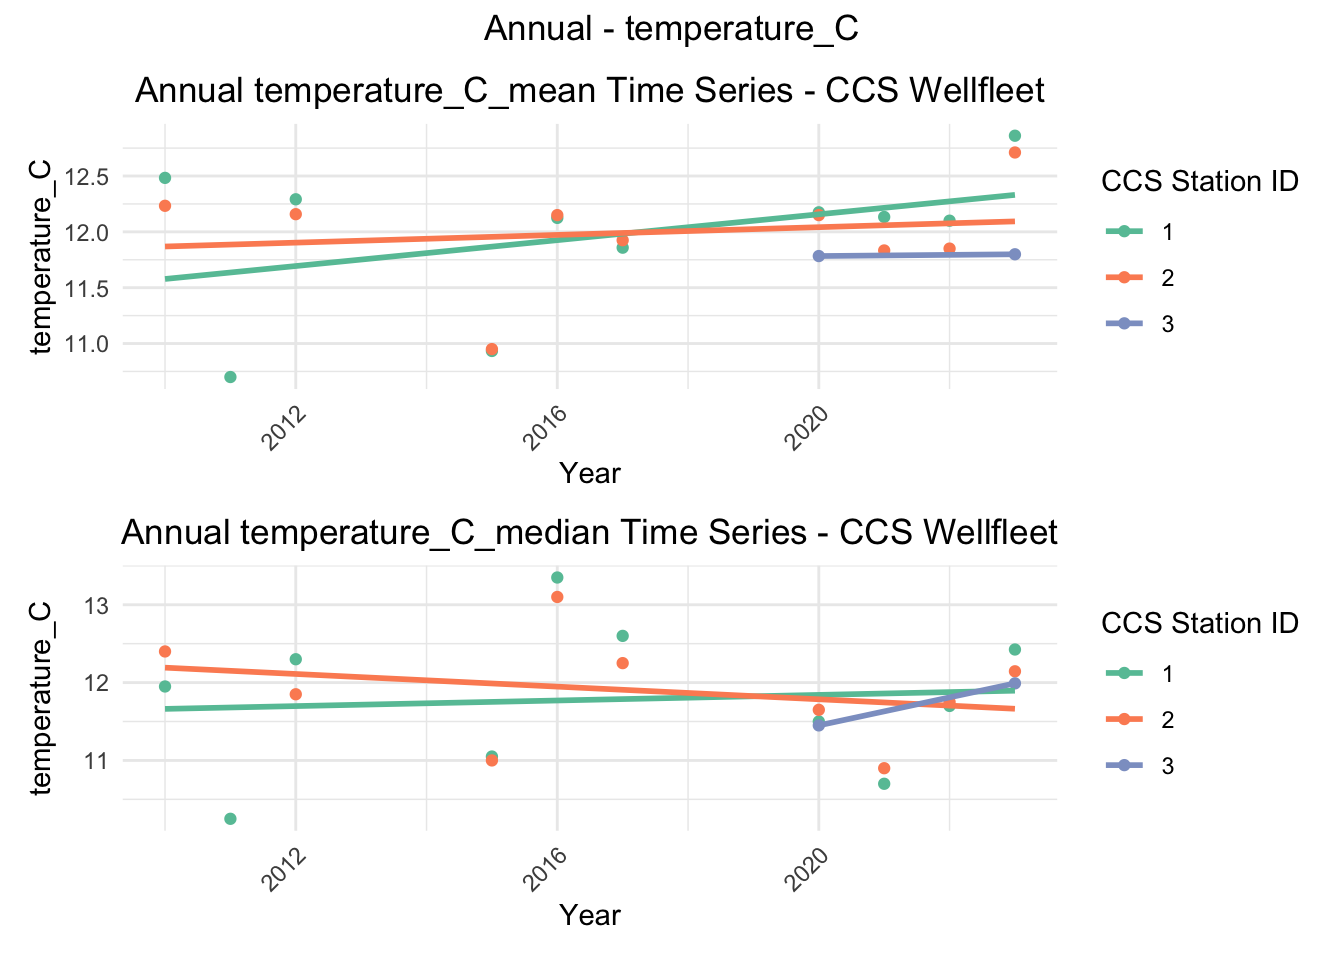 Annual - temperature_C
Annual temperature_C_mean Time Series - CCS Wellfleet
temperature_C
12.5
12.0
11.5
11.0
2012
2016
2020
Year
CCS Station ID
1
2
3
Annual temperature_C_median Time Series - CCS Wellfleet
temperature_C
13
12
11
2012
2016
2020
Year
CCS Station ID
1
2
3